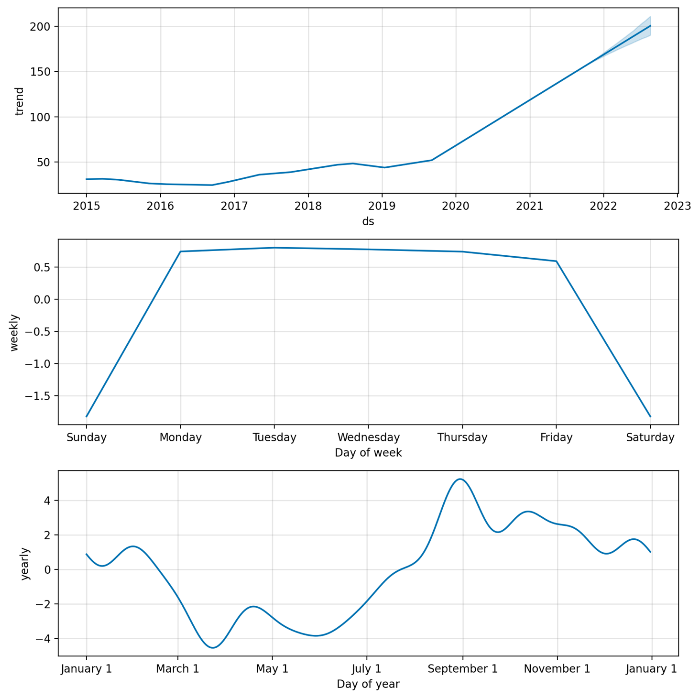 200
150
100
50
trend
2015 2016 2017 2018 2019 2020 2021 2022 2023
ds
0.5
0.0
−0.5
−1.0
−1.5
weekly
Sunday Monday Tuesday Wednesday Thursday Friday Saturday
Day of week
4
2
0
−2
−4
yearly
January 1 March 1 May 1 July 1 September 1 November 1 January 1
Day of year